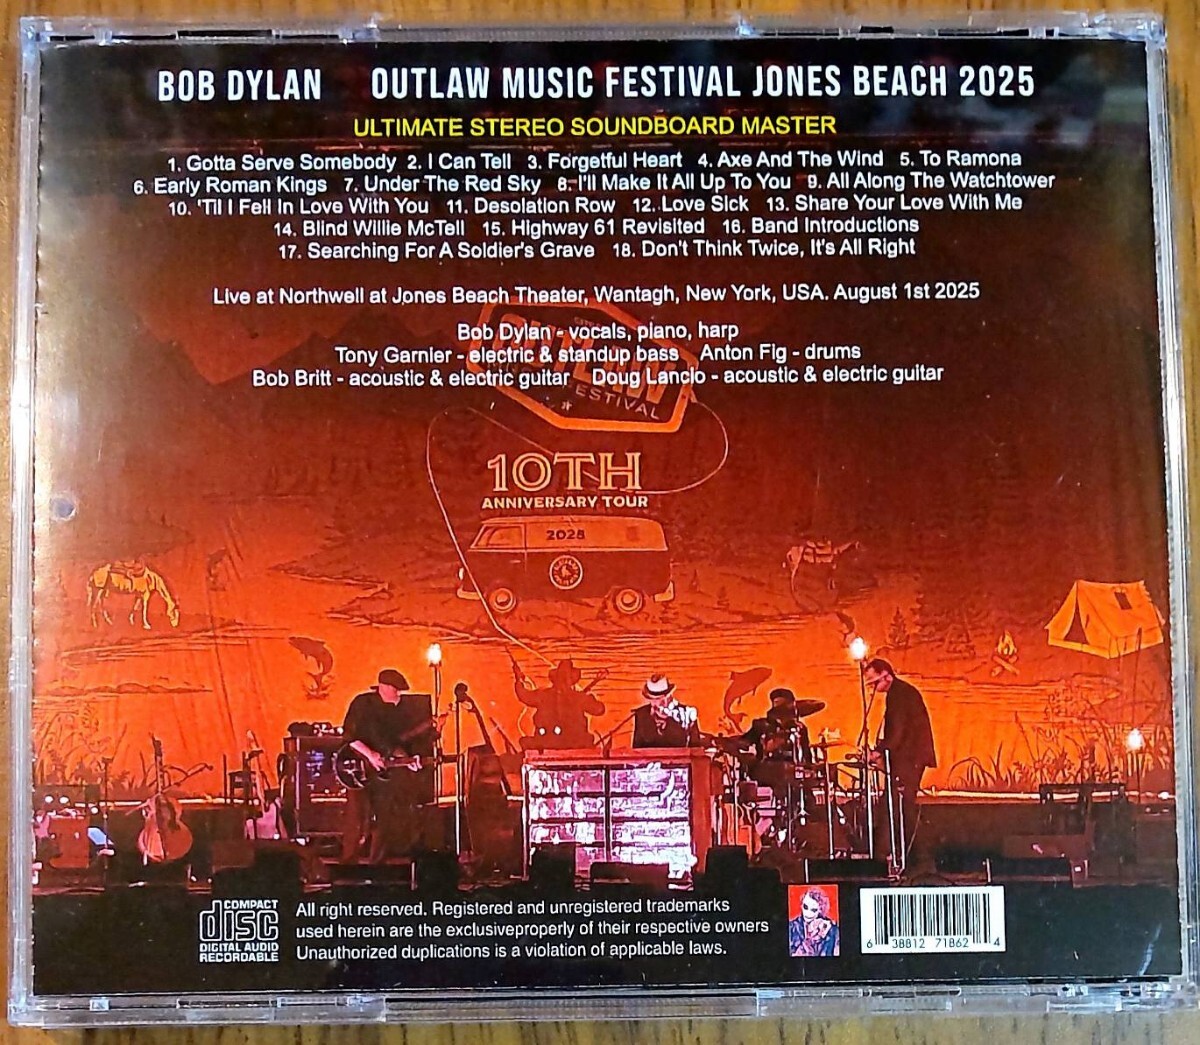 BOB DYLAN OUTLAW MUSIC FESTIVAL JONES BEACH 2025
ULTIMATE STEREO SOUNDBOARD MASTER
1. Gotta Serve Somebody 2. I Can Tell 3. Forgetful Heart 4. Axe And The Wind 5. To Ramona
6. Early Roman Kings 7. Under The Red Sky 8. I'll Make It All Up To You 9. All Along The Watchtower
10. 'Til I Fell In Love With You 11. Desolation Row 12. Love Sick 13. Share Your Love With Me
14. Blind Willie McTell 15. Highway 61 Revisited 16. Band Introductions
17. Searching For A Soldier's Grave 18. Don't Think Twice, It's All Right
Live at Northwell at Jones Beach Theater, Wantagh, New York, USA. August 1st 2025
Bob Dylan - vocals, piano, harp
Tony Garnier - electric & standup bass Anton Fig - drums
Bob Britt - acoustic & electric guitar Doug Lancio - acoustic & electric guitar
OUTLAW
FESTIVAL
10TH
ANNIVERSARY TOUR
2025
COMPACT
disc
DIGITAL AUDIO
RECORDABLE
All right reserved. Registered and unregistered trademarks
used herein are the exclusiveproperly of their respective owners
Unauthorized duplications is a violation of applicable laws.
6 38812 71862 4